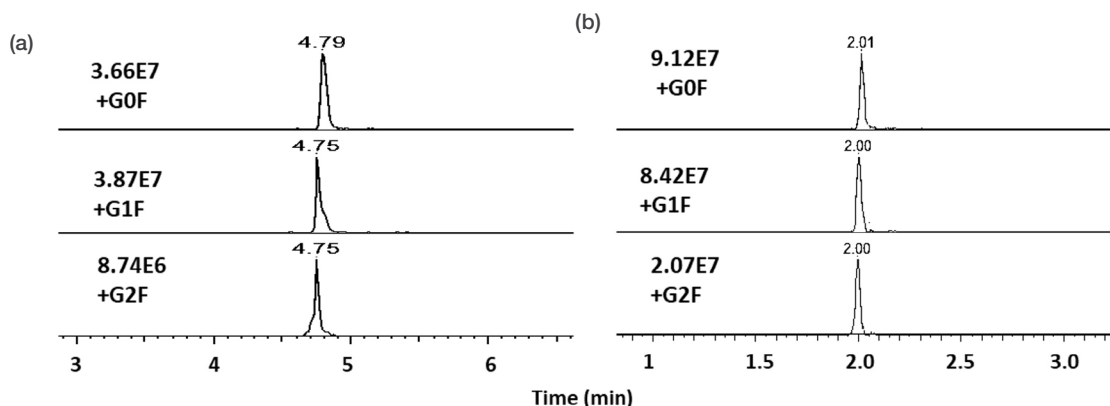 (a)
4.79
3.66E7
+G0F
4.75
3.87E7
+G1F
4.75
8.74E6
+G2F
3 4 5 6
(b)
2.01
9.12E7
+G0F
2.00
8.42E7
+G1F
2.00
2.07E7
+G2F
1 1.5 2.0 2.5 3.0
Time (min)